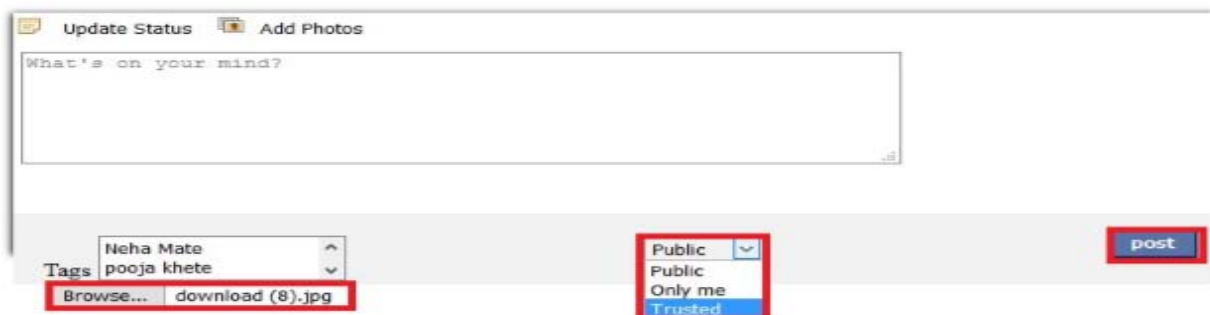 Update Status Add Photos
What's on your mind?
Neha Mate
Tags pooja khete
Browse... download (8).jpg
Public
Public
Only me
Trusted
post